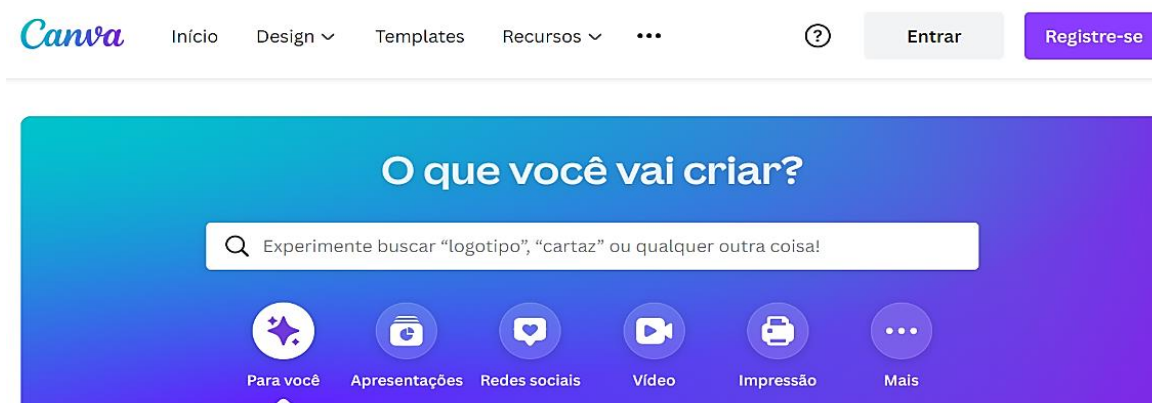 Canva Início Design Templates Recursos ••• ? Entrar Registre-se
O que você vai criar?
Experimente buscar “logotipo”, “cartaz” ou qualquer outra coisa!
Para você Apresentações Redes sociais Vídeo Impressão Mais